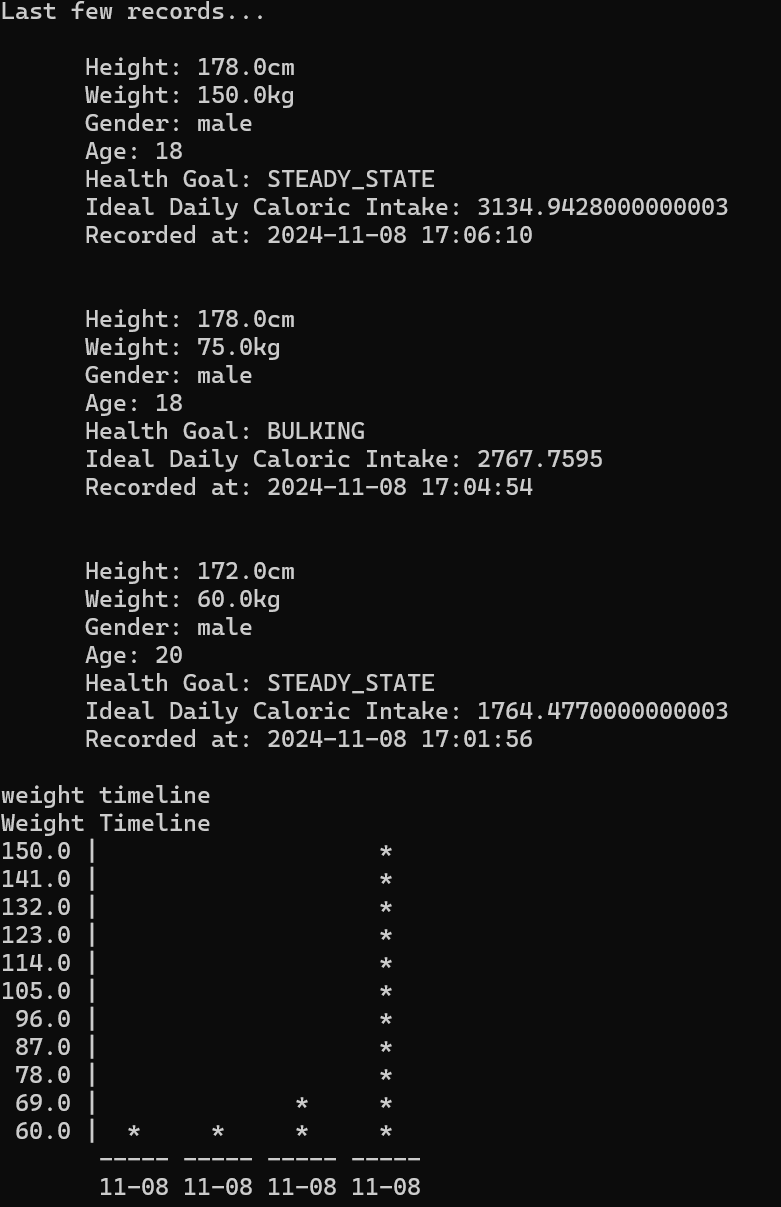 Last few records...
Height: 178.0cm
Weight: 150.0kg
Gender: male
Age: 18
Health Goal: STEADY_STATE
Ideal Daily Caloric Intake: 3134.9428000000003
Recorded at: 2024-11-08 17:06:10
Height: 178.0cm
Weight: 75.0kg
Gender: male
Age: 18
Health Goal: BULKING
Ideal Daily Caloric Intake: 2767.7595
Recorded at: 2024-11-08 17:04:54
Height: 172.0cm
Weight: 60.0kg
Gender: male
Age: 20
Health Goal: STEADY_STATE
Ideal Daily Caloric Intake: 1764.4770000000003
Recorded at: 2024-11-08 17:01:56
weight timeline
Weight Timeline
150.0 |                    *
141.0 |                    *
132.0 |                    *
123.0 |                    *
114.0 |                    *
105.0 |                    *
 96.0 |                    *
 87.0 |                    *
 78.0 |                    *
 69.0 |              *     *
 60.0 |  *     *     *     *
       ----- ----- ----- -----
       11-08 11-08 11-08 11-08